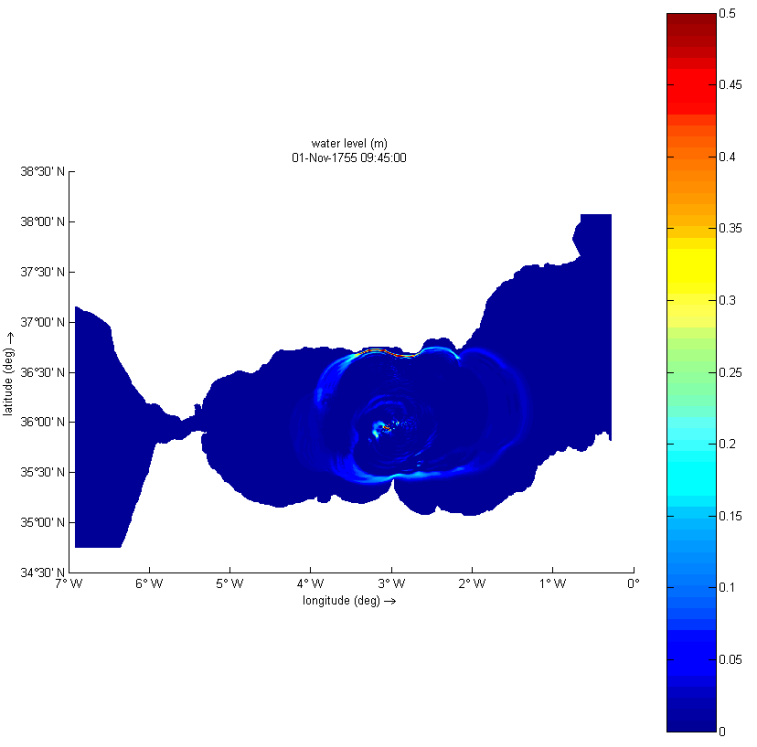 water level (m)
01-Nov-1755 09:45:00
38°30' N
38°00' N
37°30' N
37°00' N
36°30' N
36°00' N
35°30' N
35°00' N
34°30' N
latitude (deg) →
7° W
6° W
5° W
4° W
3° W
2° W
1° W
0°
longitude (deg) →
0.5
0.45
0.4
0.35
0.3
0.25
0.2
0.15
0.1
0.05
0